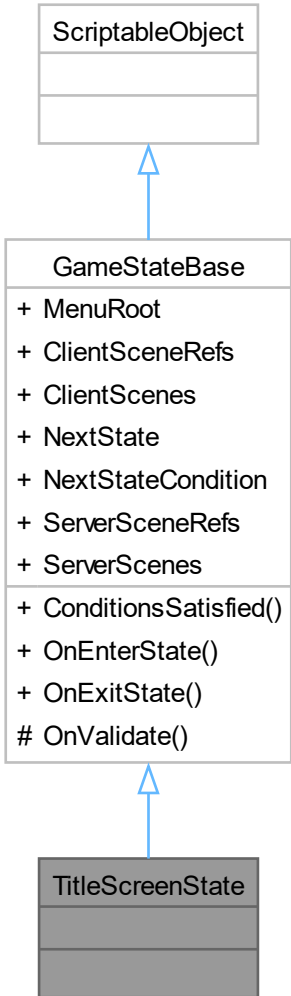 ScriptableObject
GameStateBase
+ MenuRoot
+ ClientSceneRefs
+ ClientScenes
+ NextState
+ NextStateCondition
+ ServerSceneRefs
+ ServerScenes
+ ConditionsSatisfied()
+ OnEnterState()
+ OnExitState()
# OnValidate()
TitleScreenState